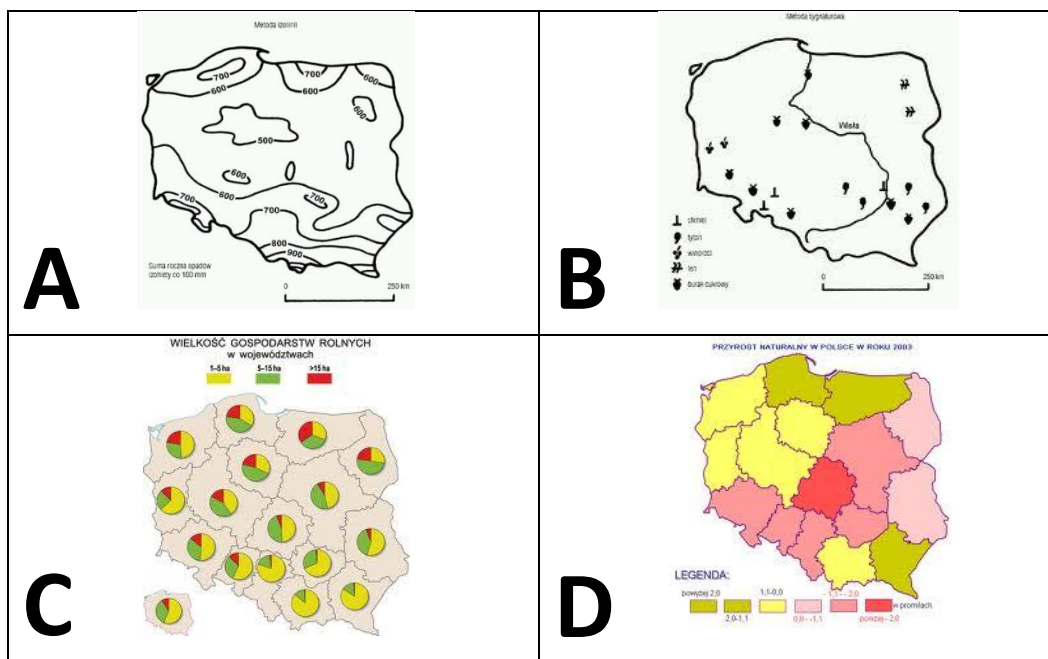 Metoda izolinii
700
600
700
600
600
600
500
600
600
700
700
700
800
900
Suma roczna opadów
izohiety co 100 mm
0 250 km
A
Metoda sygnaturowa
Wisła
chmiel
tytoń
winorośl
len
burak cukrowy
0 250 km
B
WIELKOŚĆ GOSPODARSTW ROLNYCH
w województwach
1–5 ha 5–15 ha >15 ha
C
PRZYROST NATURALNY W POLSCE W ROKU 2003
LEGENDA:
powyżej 2,0
2,0-1,1
1,1-0,0
0,0--1,1
-1,1--2,0
poniżej -2,0
w promilach
D